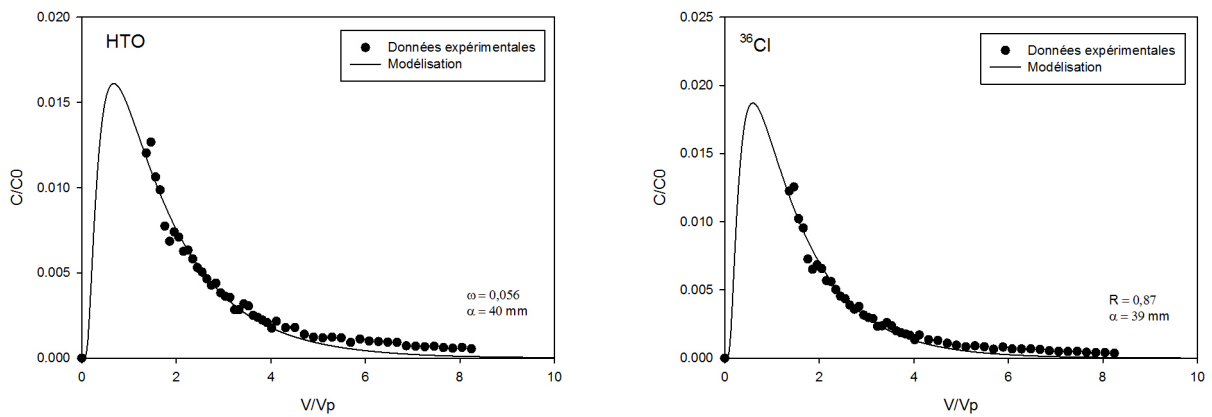 HTO
Données expérimentales
Modélisation
0.020
0.015
0.010
0.005
0.000
C/C0
ω = 0,056
α = 40 mm
0 2 4 6 8 10
V/Vp
³⁶Cl
Données expérimentales
Modélisation
0.025
0.020
0.015
0.010
0.005
0.000
C/C0
R = 0,87
α = 39 mm
0 2 4 6 8 10
V/Vp